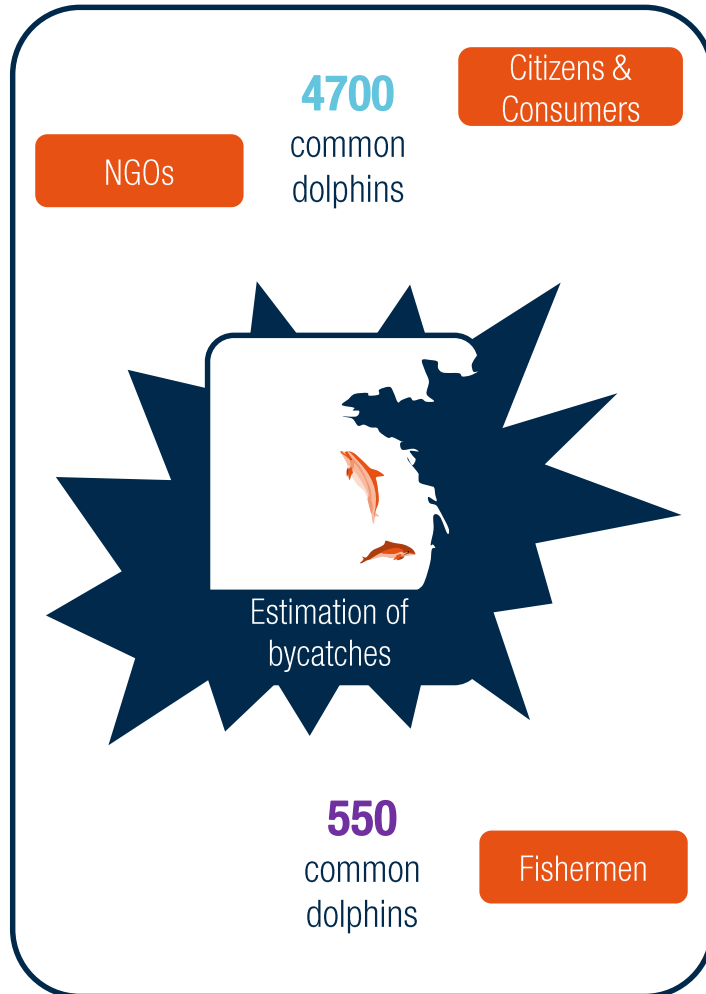 Citizens &
Consumers
4700
common
dolphins
NGOs
Estimation of
bycatches
550
common
dolphins
Fishermen